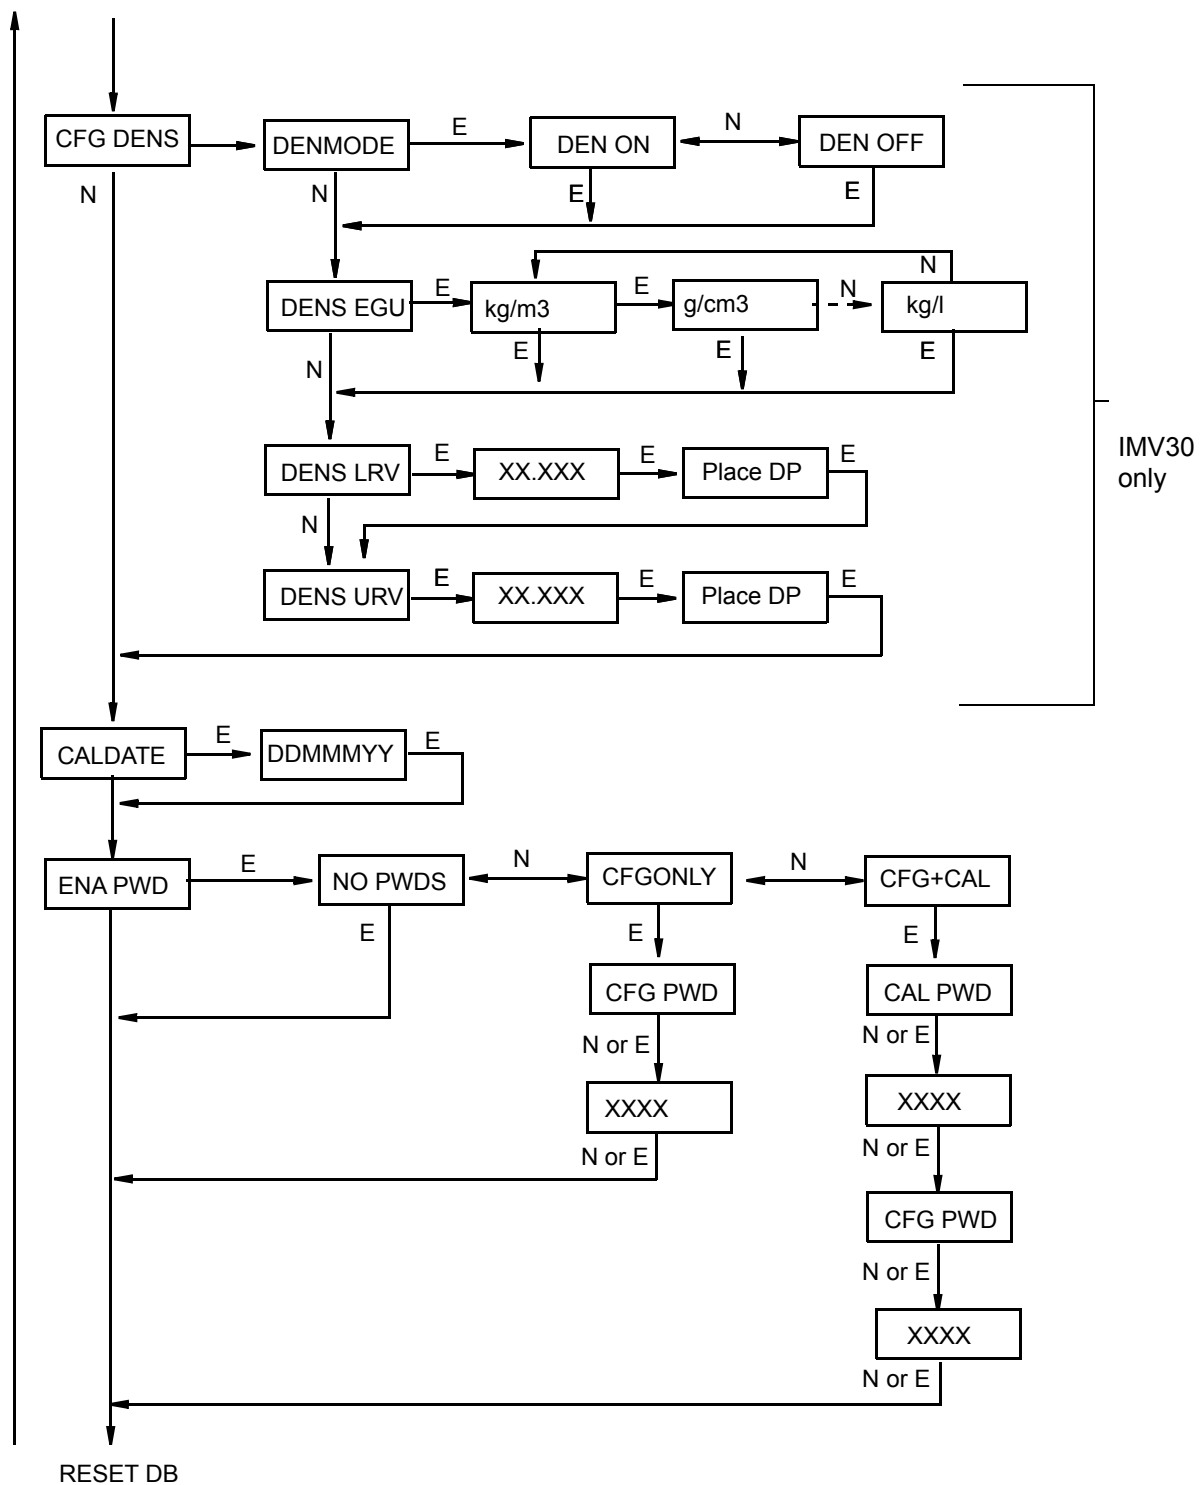 CFG DENS
DENMODE
E
DEN ON
N
DEN OFF
N
N
E
E
DENS EGU
E
kg/m3
E
g/cm3
N
kg/l
N
N
E
E
E
IMV30
only
DENS LRV
E
XX.XXX
E
Place DP
E
N
DENS URV
E
XX.XXX
E
Place DP
E
CALDATE
E
DDMMMYY
E
ENA PWD
E
NO PWDS
N
CFGONLY
N
CFG+CAL
E
E
E
CFG PWD
CAL PWD
N or E
N or E
XXXX
XXXX
N or E
N or E
CFG PWD
N or E
XXXX
N or E
RESET DB